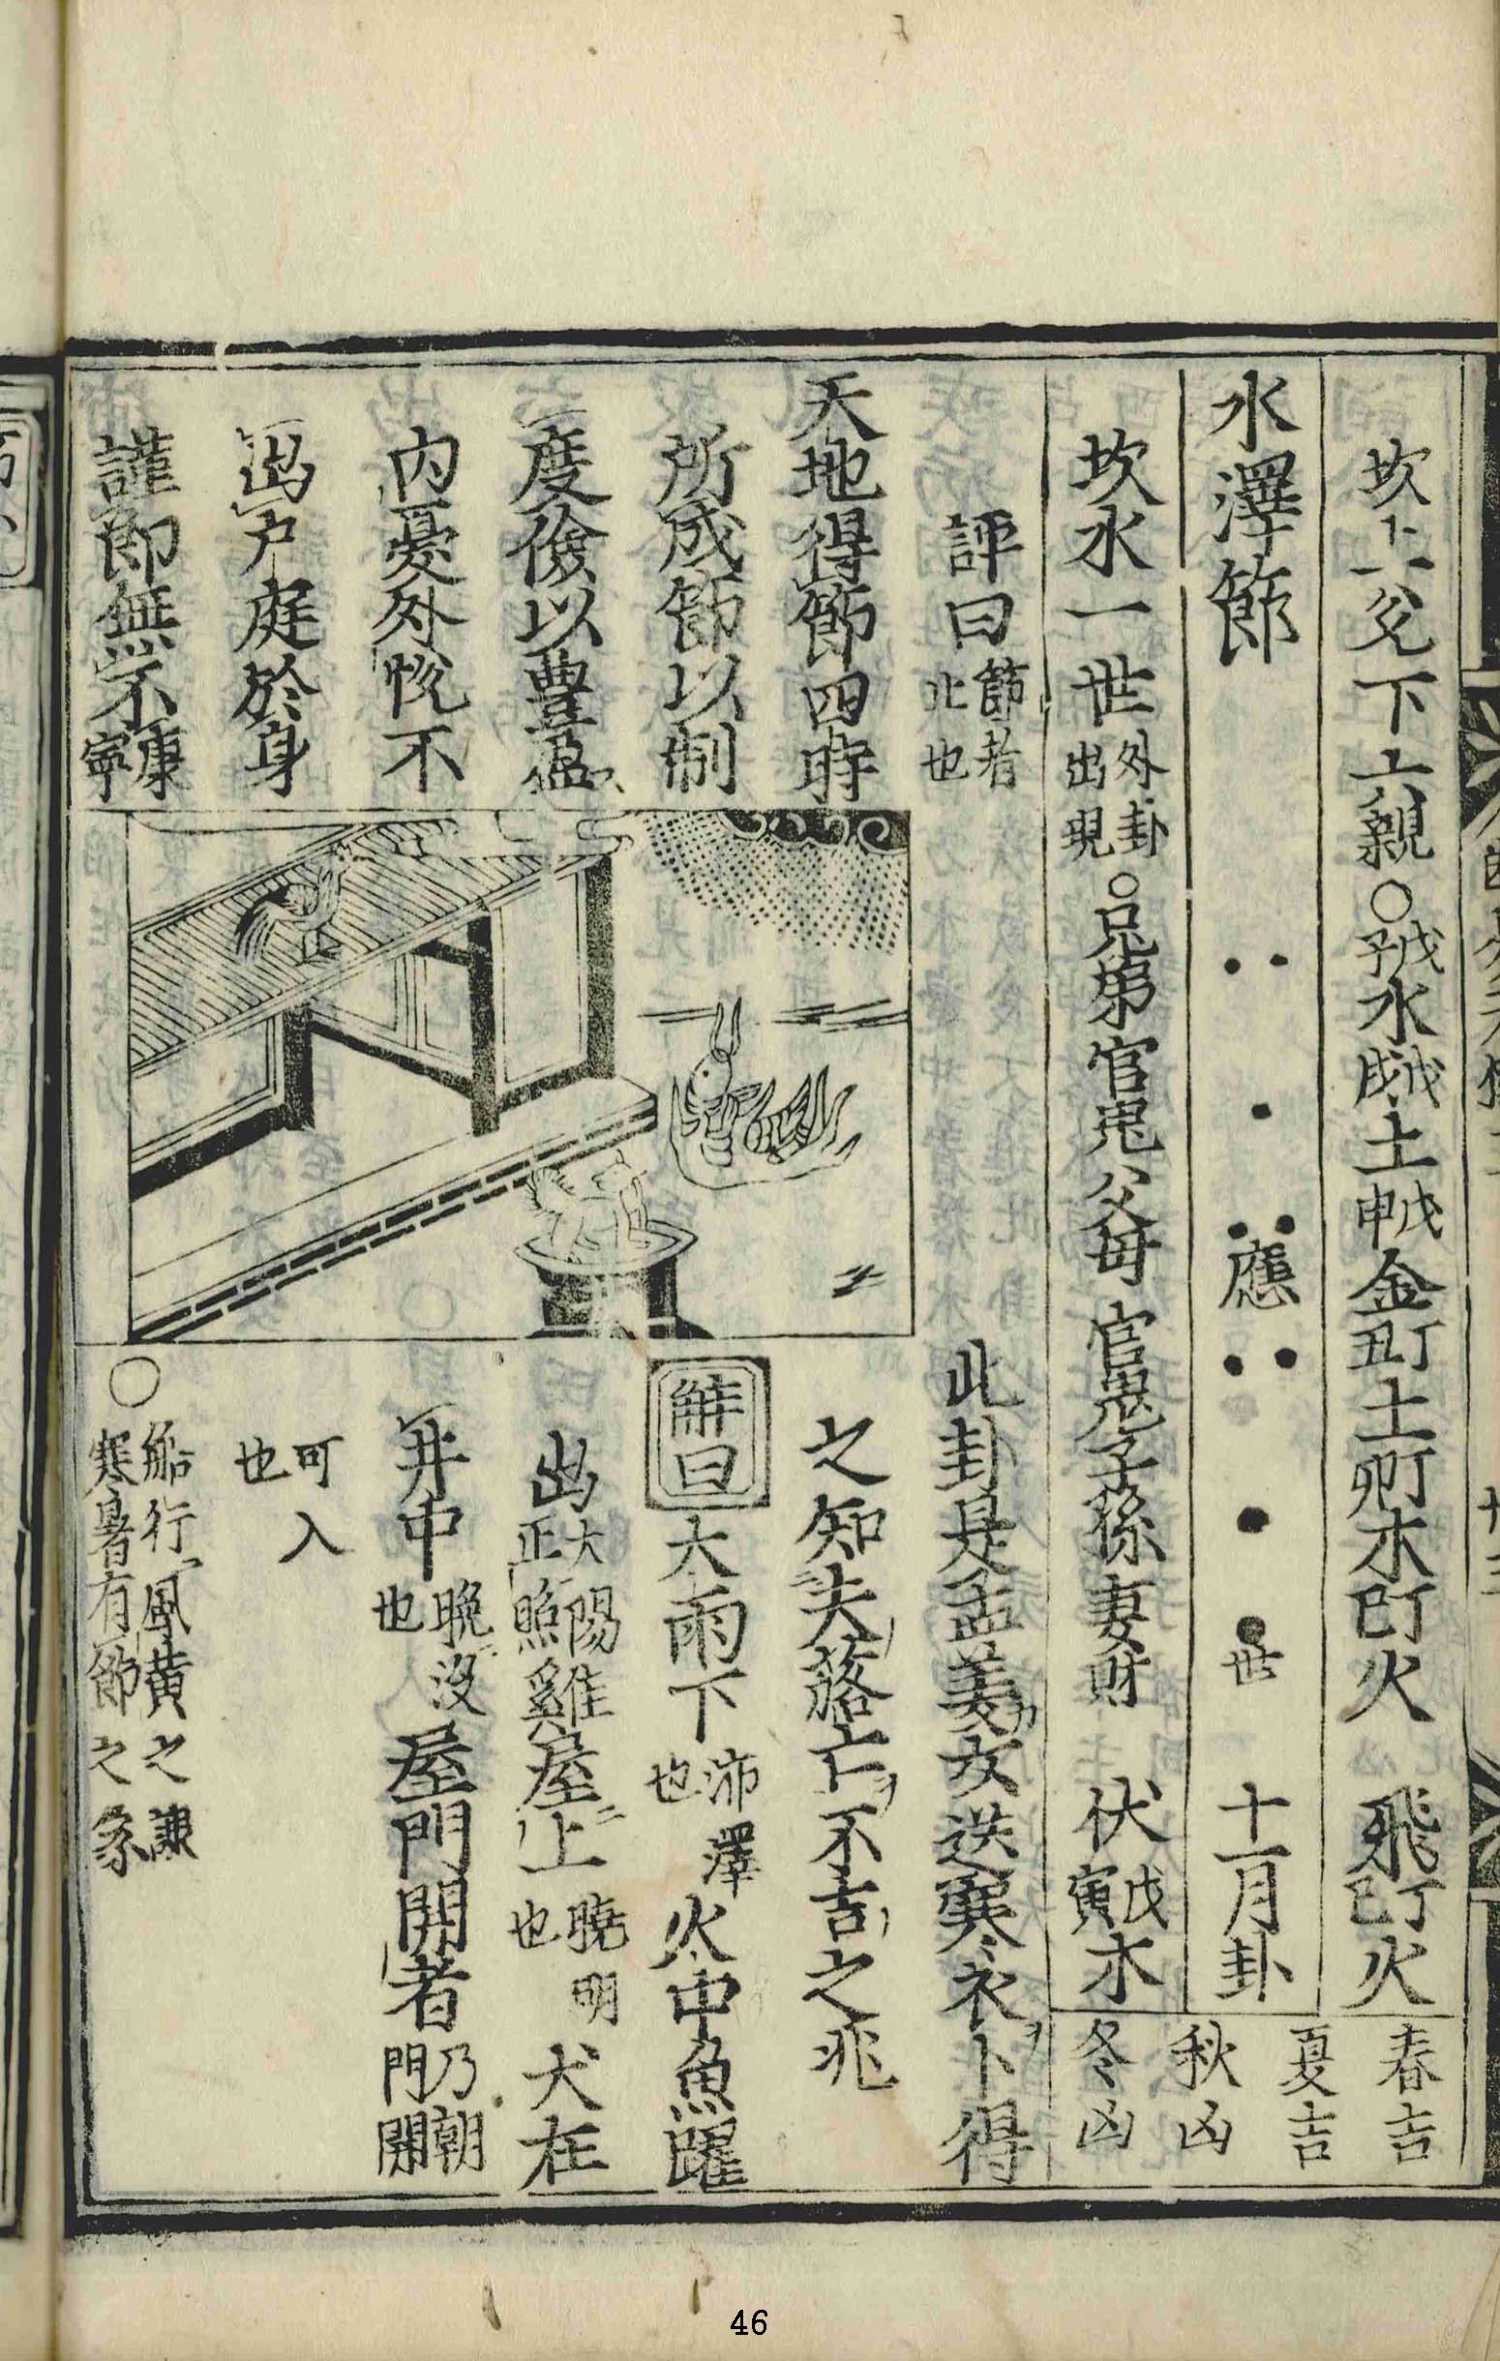 坎上兌下六親○戊子水戊戌土戊申金丁丑土丁卯木丁巳火 飛丁巳火
水澤節 應 世 十一月卦
坎水一世外卦出現○兄弟官鬼父母官鬼子孫妻財 伏戊寅木
春吉
夏吉
秋凶
冬凶
評曰節者止也
天地得節四時
所成節以制
度儉以豊盈
內憂外悅不
出戶庭於身
謹節無不康寧
此卦是孟姜女送寒衣卜得
之知失落亡不吉之兆
解曰大雨下沛澤也火中魚躍
出太陽正照雞屋上曉明也犬在
井中晚沒也屋門開者乃朝門開
可入也
○船行風黃之謙
寒暑有節之象
46